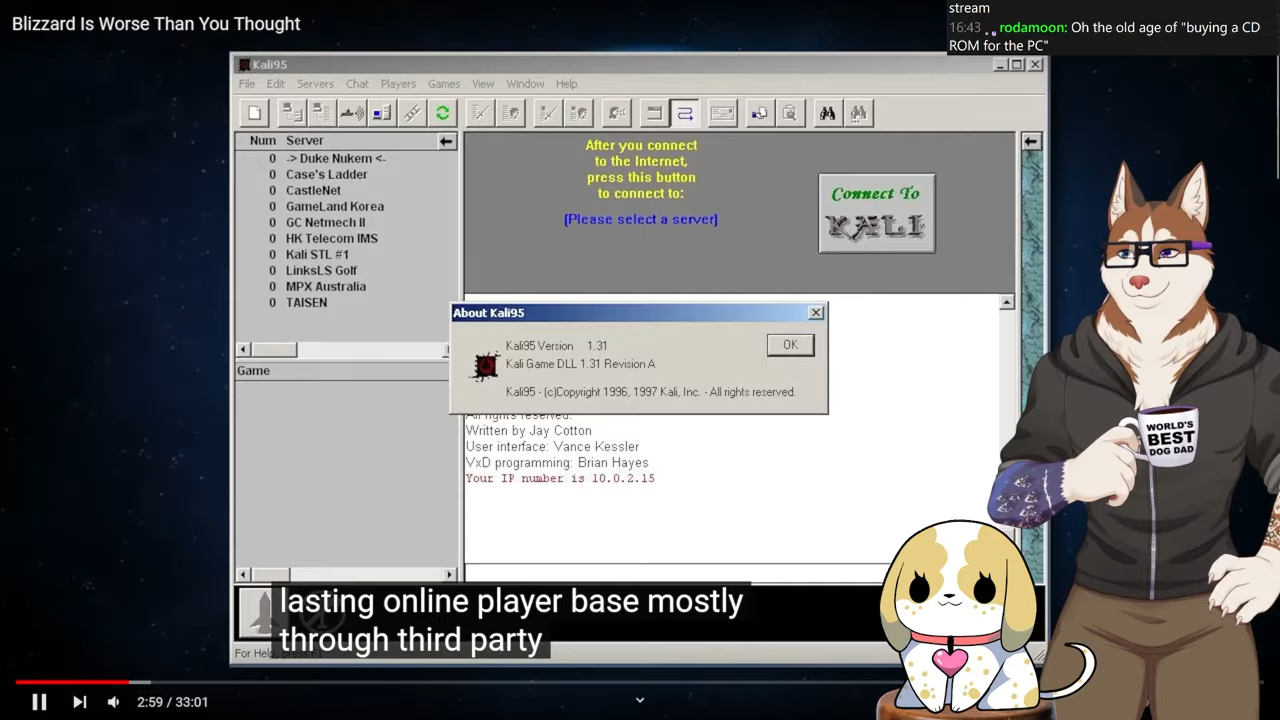 Blizzard Is Worse Than You Thought
stream
16:43 rodamoon: Oh the old age of "buying a CD
ROM for the PC"
Kali95
File Edit Servers Chat Players Games View Window Help
Num Server
0 -> Duke Nukem <-
0 Case's Ladder
0 CastleNet
0 GameLand Korea
0 GC Netmech II
0 HK Telecom IMS
0 Kali STL #1
0 LinksLS Golf
0 MPX Australia
0 TAISEN
Game
After you connect
to the Internet,
press this button
to connect to:
(Please select a server)
Connect To
KALI
About Kali95
Kali95 Version 1.31
Kali Game DLL 1.31 Revision A
Kali95 - (c)Copyright 1996, 1997 Kali, Inc. - All rights reserved.
OK
All rights reserved.
Written by Jay Cotton
User interface: Vance Kessler
VxD programming: Brian Hayes
Your IP number is 10.0.2.15
WORLD'S
BEST
DOG DAD
lasting online player base mostly
through third party
For Help, press F1
2:59 / 33:01